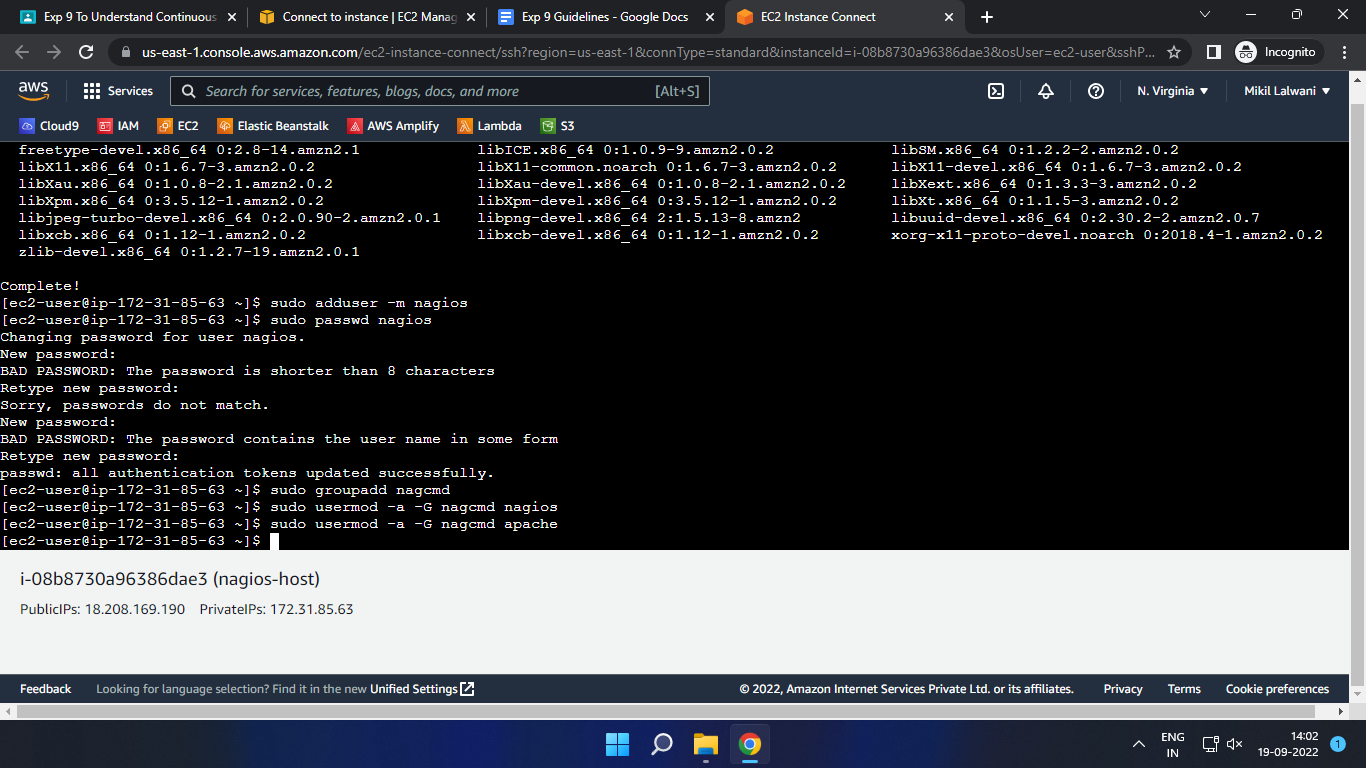 Exp 9 To Understand Continuous
Connect to instance | EC2 Manag
Exp 9 Guidelines - Google Docs
EC2 Instance Connect
us-east-1.console.aws.amazon.com/ec2-instance-connect/ssh?region=us-east-1&connType=standard&instanceId=i-08b8730a96386dae3&osUser=ec2-user&sshP...
Incognito
aws
Services
Search for services, features, blogs, docs, and more
[Alt+S]
N. Virginia
Mikil Lalwani
Cloud9
IAM
EC2
Elastic Beanstalk
AWS Amplify
Lambda
S3
freetype-devel.x86_64 0:2.8-14.amzn2.1 libICE.x86_64 0:1.0.9-9.amzn2.0.2 libSM.x86_64 0:1.2.2-2.amzn2.0.2
libX11.x86_64 0:1.6.7-3.amzn2.0.2 libX11-common.noarch 0:1.6.7-3.amzn2.0.2 libX11-devel.x86_64 0:1.6.7-3.amzn2.0.2
libXau.x86_64 0:1.0.8-2.1.amzn2.0.2 libXau-devel.x86_64 0:1.0.8-2.1.amzn2.0.2 libXext.x86_64 0:1.3.3-3.amzn2.0.2
libXpm.x86_64 0:3.5.12-1.amzn2.0.2 libXpm-devel.x86_64 0:3.5.12-1.amzn2.0.2 libXt.x86_64 0:1.1.5-3.amzn2.0.2
libjpeg-turbo-devel.x86_64 0:2.0.90-2.amzn2.0.1 libpng-devel.x86_64 2:1.5.13-8.amzn2 libuuid-devel.x86_64 0:2.30.2-2.amzn2.0.7
libxcb.x86_64 0:1.12-1.amzn2.0.2 libxcb-devel.x86_64 0:1.12-1.amzn2.0.2 xorg-x11-proto-devel.noarch 0:2018.4-1.amzn2.0.2
zlib-devel.x86_64 0:1.2.7-19.amzn2.0.1
Complete!
[ec2-user@ip-172-31-85-63 ~]$ sudo adduser -m nagios
[ec2-user@ip-172-31-85-63 ~]$ sudo passwd nagios
Changing password for user nagios.
New password:
BAD PASSWORD: The password is shorter than 8 characters
Retype new password:
Sorry, passwords do not match.
New password:
BAD PASSWORD: The password contains the user name in some form
Retype new password:
passwd: all authentication tokens updated successfully.
[ec2-user@ip-172-31-85-63 ~]$ sudo groupadd nagcmd
[ec2-user@ip-172-31-85-63 ~]$ sudo usermod -a -G nagcmd nagios
[ec2-user@ip-172-31-85-63 ~]$ sudo usermod -a -G nagcmd apache
[ec2-user@ip-172-31-85-63 ~]$
i-08b8730a96386dae3 (nagios-host)
PublicIPs: 18.208.169.190 PrivateIPs: 172.31.85.63
Feedback
Looking for language selection? Find it in the new Unified Settings
© 2022, Amazon Internet Services Private Ltd. or its affiliates.
Privacy
Terms
Cookie preferences
ENG
IN
14:02
19-09-2022
1